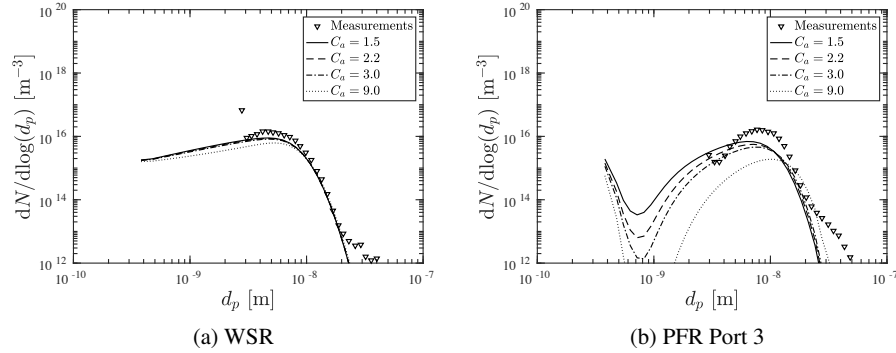 dN/dlog(d_p) [m^{-3}]
10^{20}
10^{18}
10^{16}
10^{14}
10^{12}
Measurements
C_a = 1.5
C_a = 2.2
C_a = 3.0
C_a = 9.0
10^{-10} 10^{-9} 10^{-8} 10^{-7}
d_p [m]
(a) WSR
dN/dlog(d_p) [m^{-3}]
10^{20}
10^{18}
10^{16}
10^{14}
10^{12}
Measurements
C_a = 1.5
C_a = 2.2
C_a = 3.0
C_a = 9.0
10^{-10} 10^{-9} 10^{-8} 10^{-7}
d_p [m]
(b) PFR Port 3